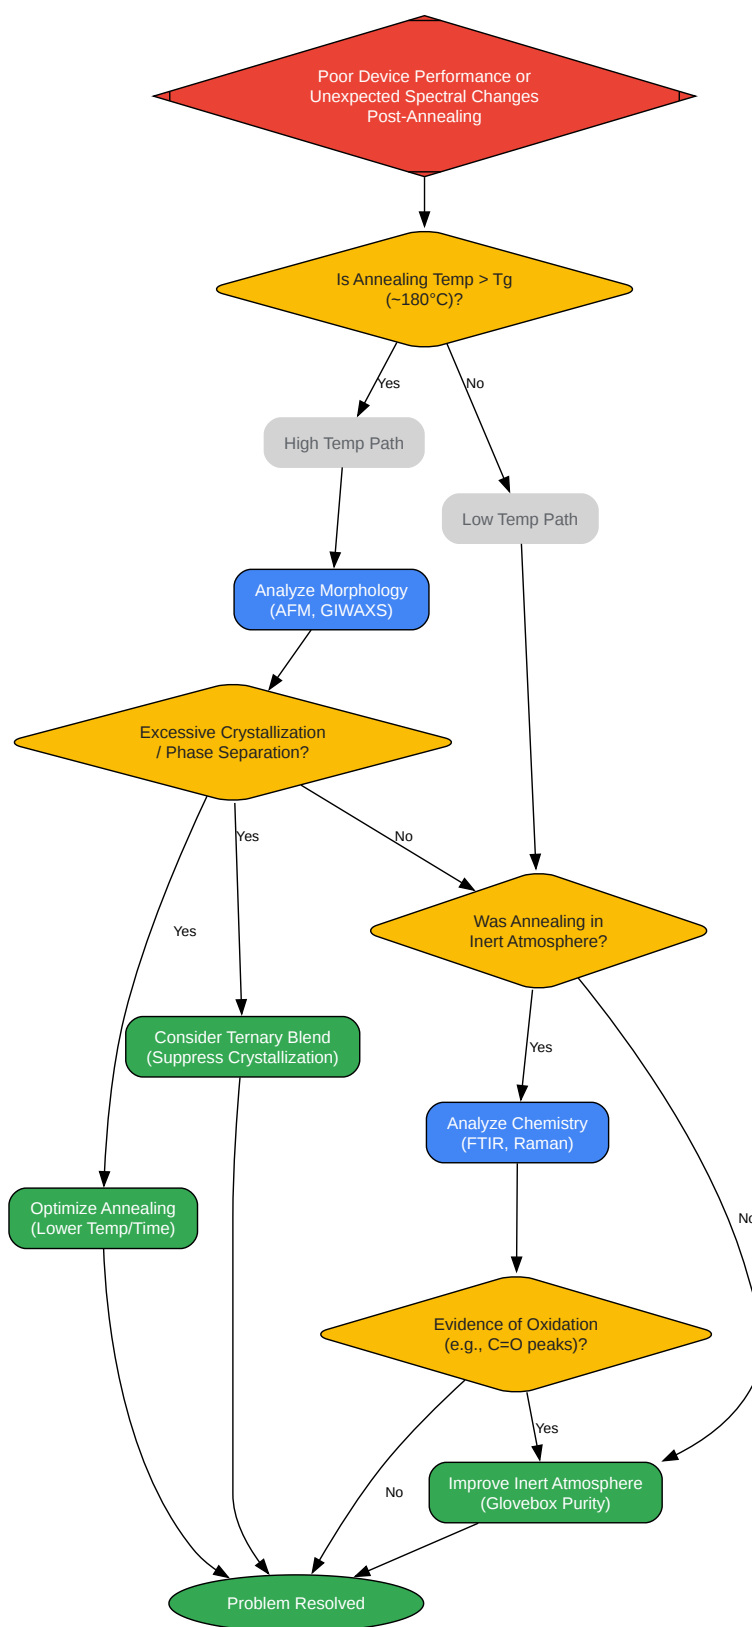 Poor Device Performance or
Unexpected Spectral Changes
Post-Annealing
Is Annealing Temp > Tg
(~180°C)?
Yes
No
High Temp Path
Low Temp Path
Analyze Morphology
(AFM, GIWAXS)
Excessive Crystallization
/ Phase Separation?
Yes
No
Yes
Was Annealing in
Inert Atmosphere?
Consider Ternary Blend
(Suppress Crystallization)
Yes
Analyze Chemistry
(FTIR, Raman)
Optimize Annealing
(Lower Temp/Time)
No
Evidence of Oxidation
(e.g., C=O peaks)?
Yes
No
Improve Inert Atmosphere
(Glovebox Purity)
Problem Resolved